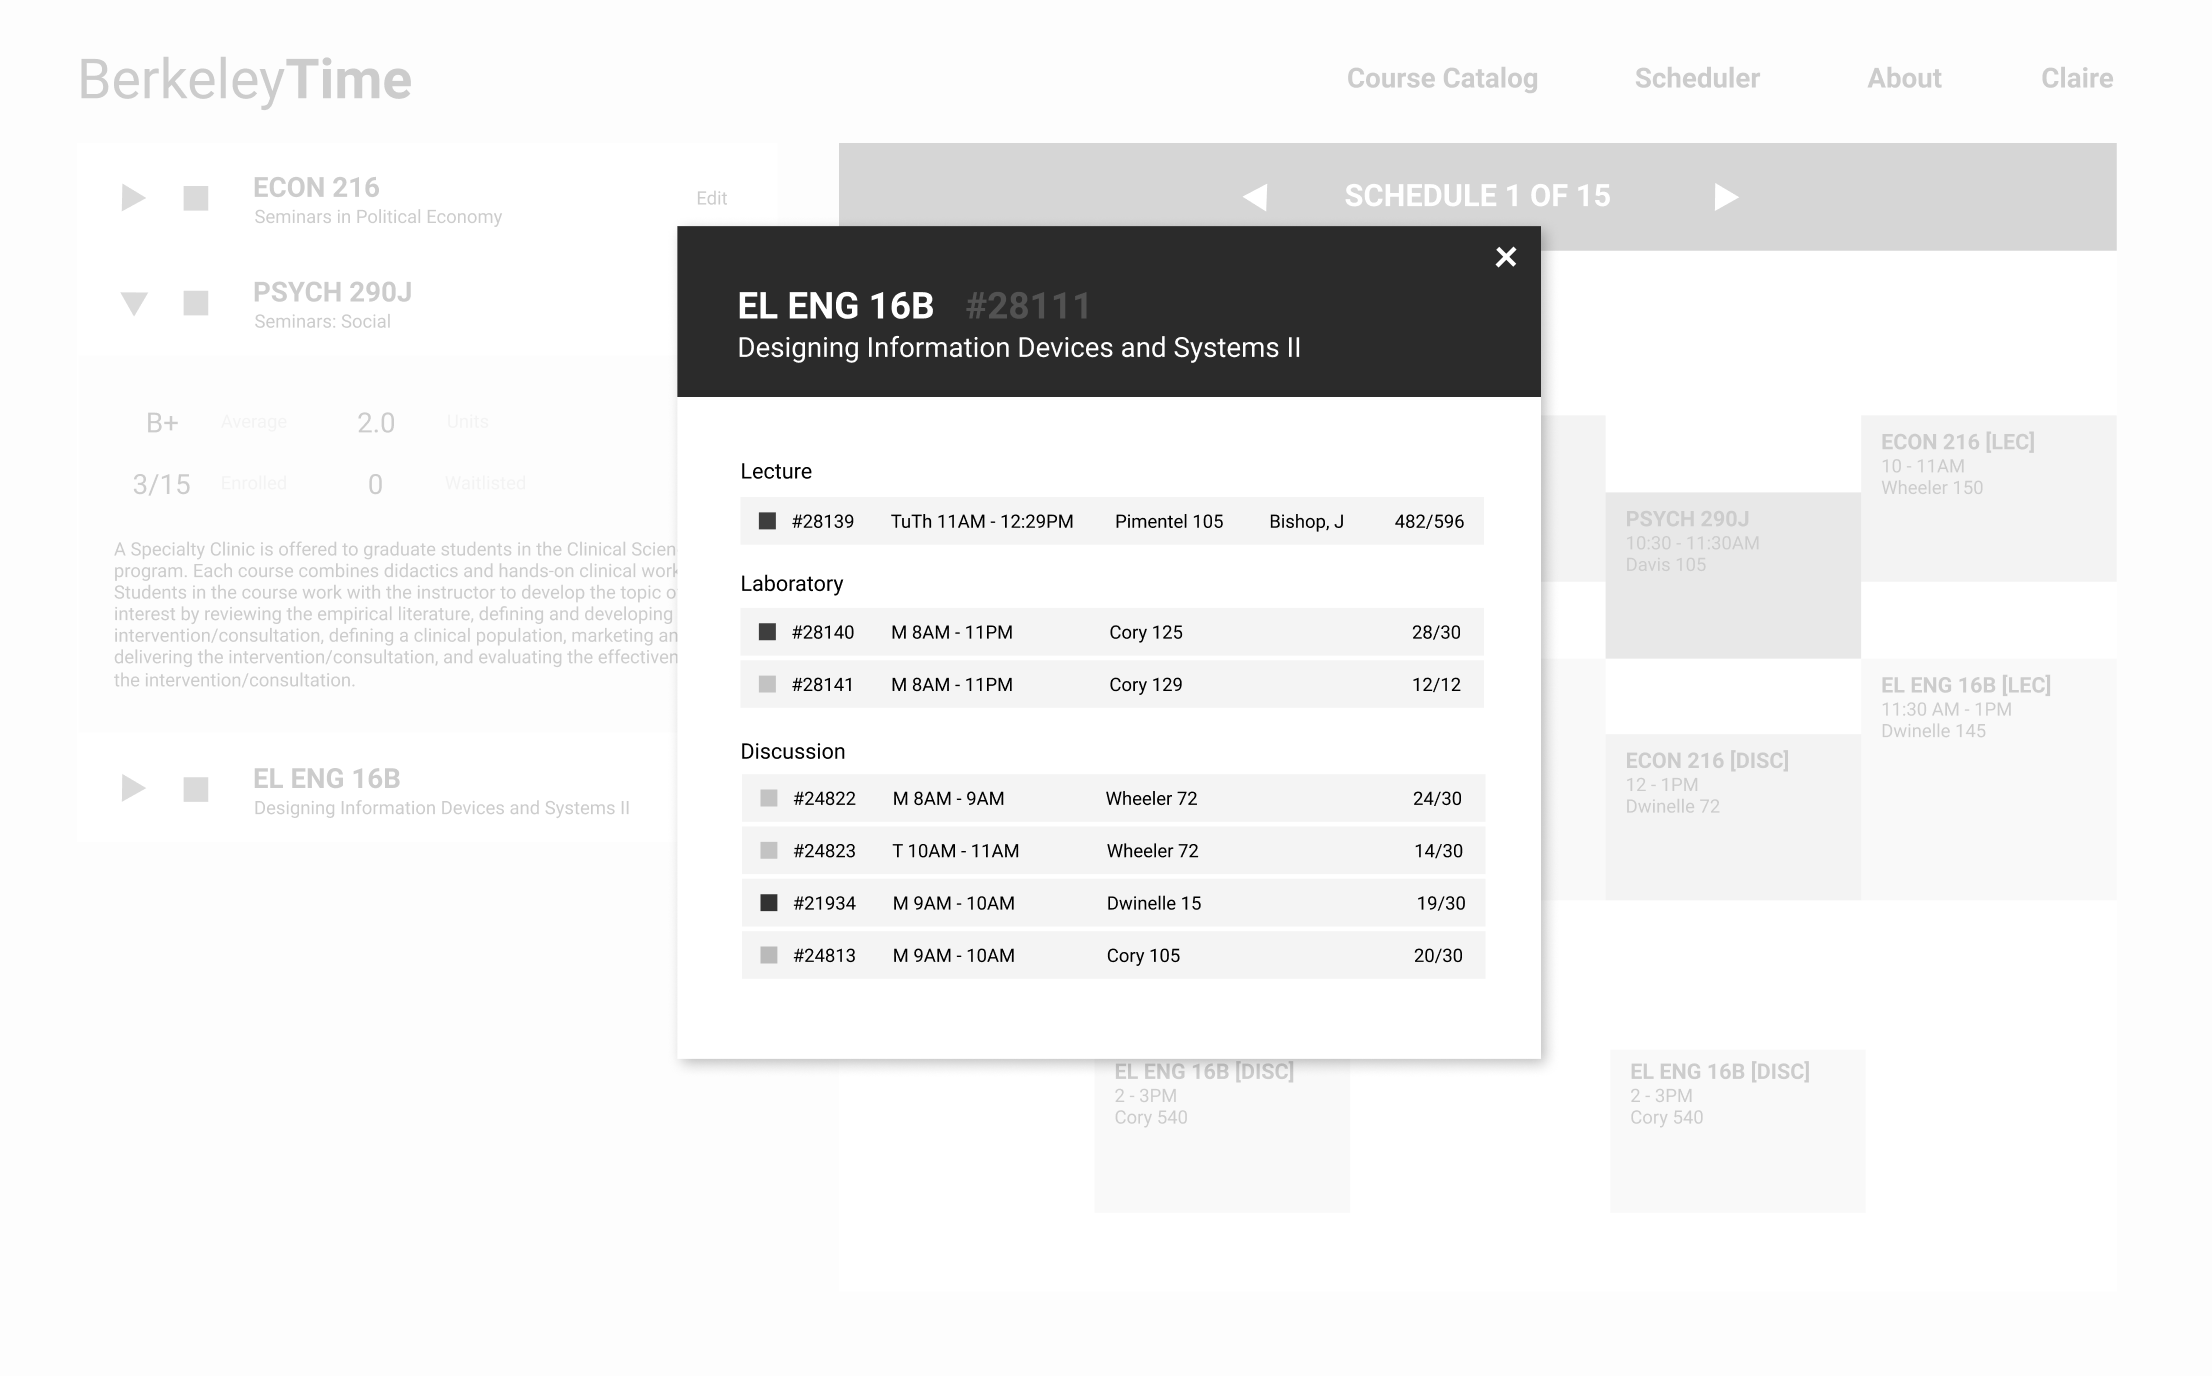 BerkeleyTime
Course Catalog
Scheduler
About
Claire
ECON 216
Seminars in Political Economy
Edit
PSYCH 290J
Seminars: Social
B+ Average 2.0 Units
3/15 Enrolled 0 Waitlisted
A Specialty Clinic is offered to graduate students in the Clinical Scien
program. Each course combines didactics and hands-on clinical work
Students in the course work with the instructor to develop the topic o
interest by reviewing the empirical literature, defining and developing
intervention/consultation, defining a clinical population, marketing an
delivering the intervention/consultation, and evaluating the effectiven
the intervention/consultation.
EL ENG 16B
Designing Information Devices and Systems II
SCHEDULE 1 OF 15
EL ENG 16B #28111
Designing Information Devices and Systems II
Lecture
#28139 TuTh 11AM - 12:29PM Pimentel 105 Bishop, J 482/596
Laboratory
#28140 M 8AM - 11PM Cory 125 28/30
#28141 M 8AM - 11PM Cory 129 12/12
Discussion
#24822 M 8AM - 9AM Wheeler 72 24/30
#24823 T 10AM - 11AM Wheeler 72 14/30
#21934 M 9AM - 10AM Dwinelle 15 19/30
#24813 M 9AM - 10AM Cory 105 20/30
ECON 216 [LEC]
10 - 11AM
Wheeler 150
PSYCH 290J
10:30 - 11:30AM
Davis 105
EL ENG 16B [LEC]
11:30 AM - 1PM
Dwinelle 145
ECON 216 [DISC]
12 - 1PM
Dwinelle 72
EL ENG 16B [DISC]
2 - 3PM
Cory 540
EL ENG 16B [DISC]
2 - 3PM
Cory 540